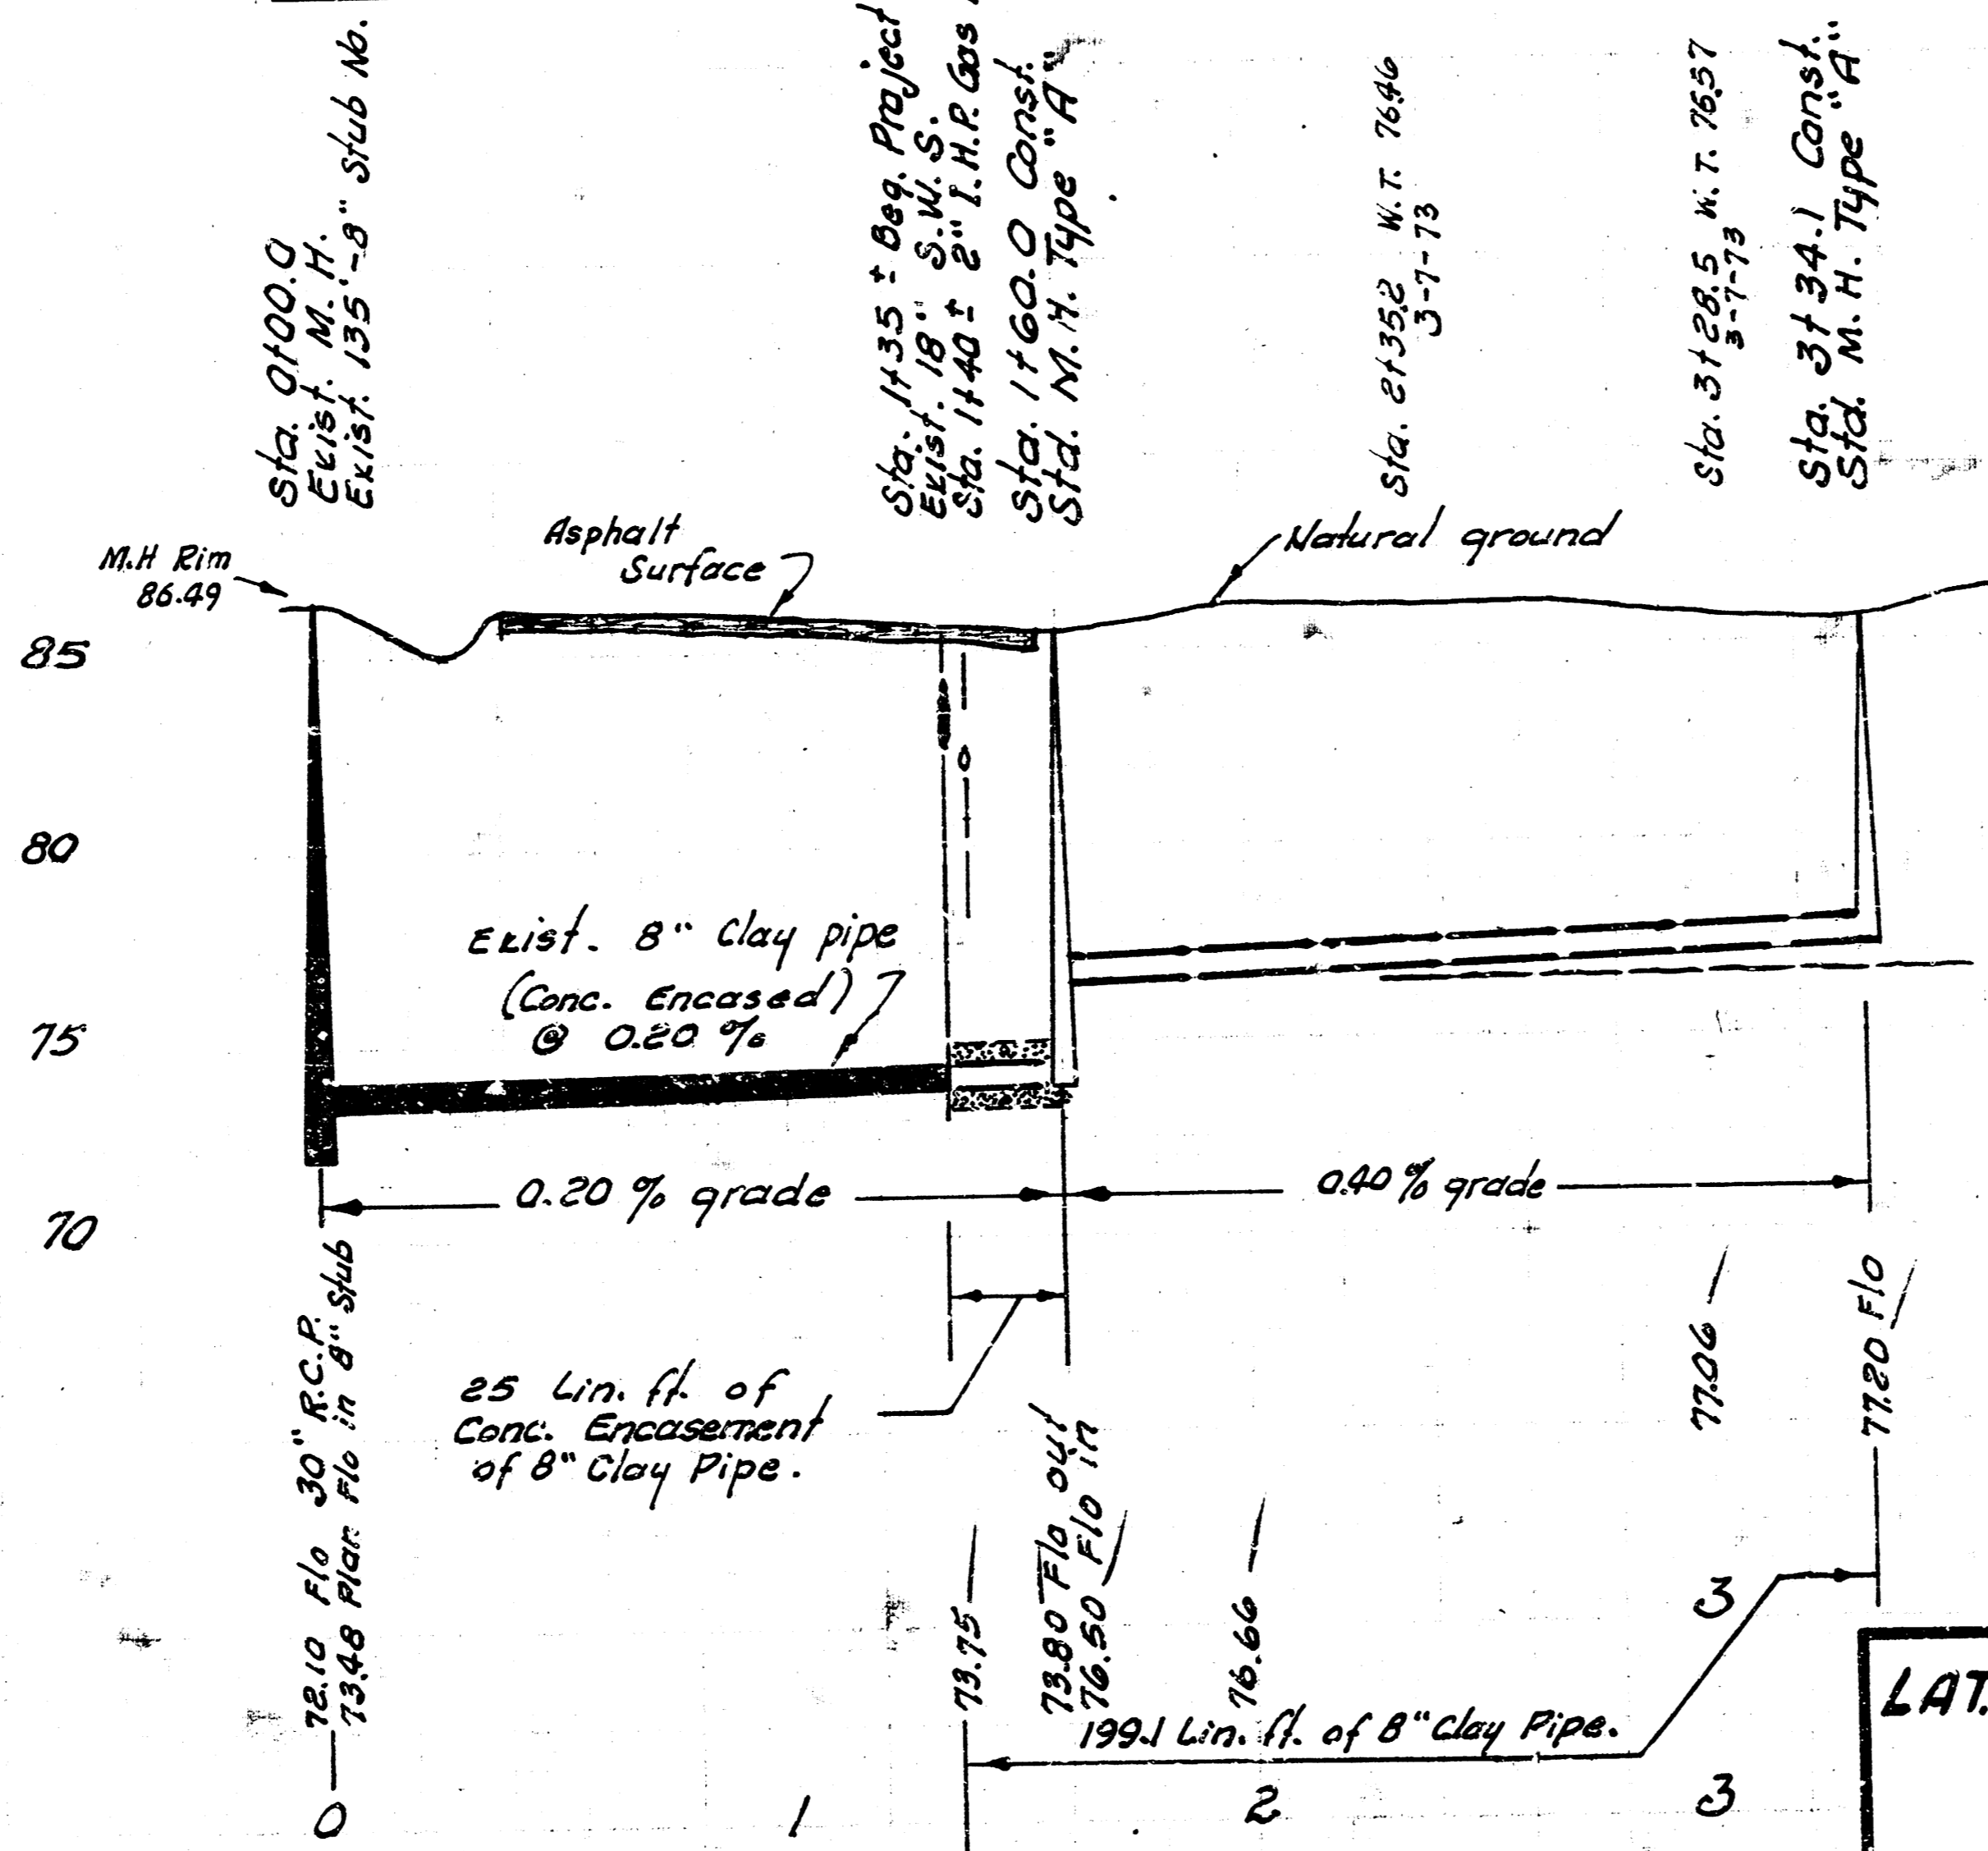 Sta. 0+00.0
Exist. M. H.
Exist. 135'-8" Stub No.
Sta. 1+35 ± Beg. Project
Exist. 18" S.W.S.
Sta. 1+40 ± 2" I.H.P. Gas
Sta. 1+60.0 Const.
Std. M.H. Type "A"
Sta. 2+35.2 W.T. 76.46
3-7-73
Sta. 3+28.5 W.T. 76.57
3-7-73
Sta. 3+34.1 Const.
Std. M.H. Type "A"
M.H Rim
86.49
Asphalt
Surface
Natural ground
85
80
75
70
Exist. 8" Clay pipe
(Conc. Encased)
@ 0.20 %
0.20 % grade
0.40 % grade
25 Lin. ft. of
Conc. Encasement
of 8" Clay Pipe.
72.10 Flo 30" R.C.P.
73.48 Plan Flo in 8" Stub
73.75
73.80 Flo out
76.50 Flo in
76.66
77.06
77.20 Flo
199.1 Lin. ft. of 8" Clay Pipe.
3
LAT.
0
1
2
3